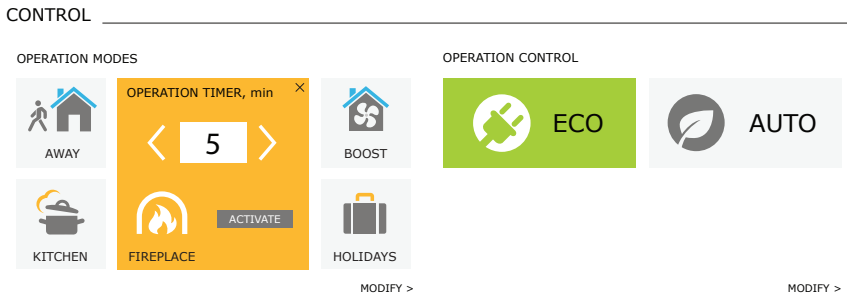 CONTROL
OPERATION MODES
AWAY
KITCHEN
OPERATION TIMER, min ×
5
ACTIVATE
FIREPLACE
BOOST
HOLIDAYS
MODIFY >
OPERATION CONTROL
ECO
AUTO
MODIFY >